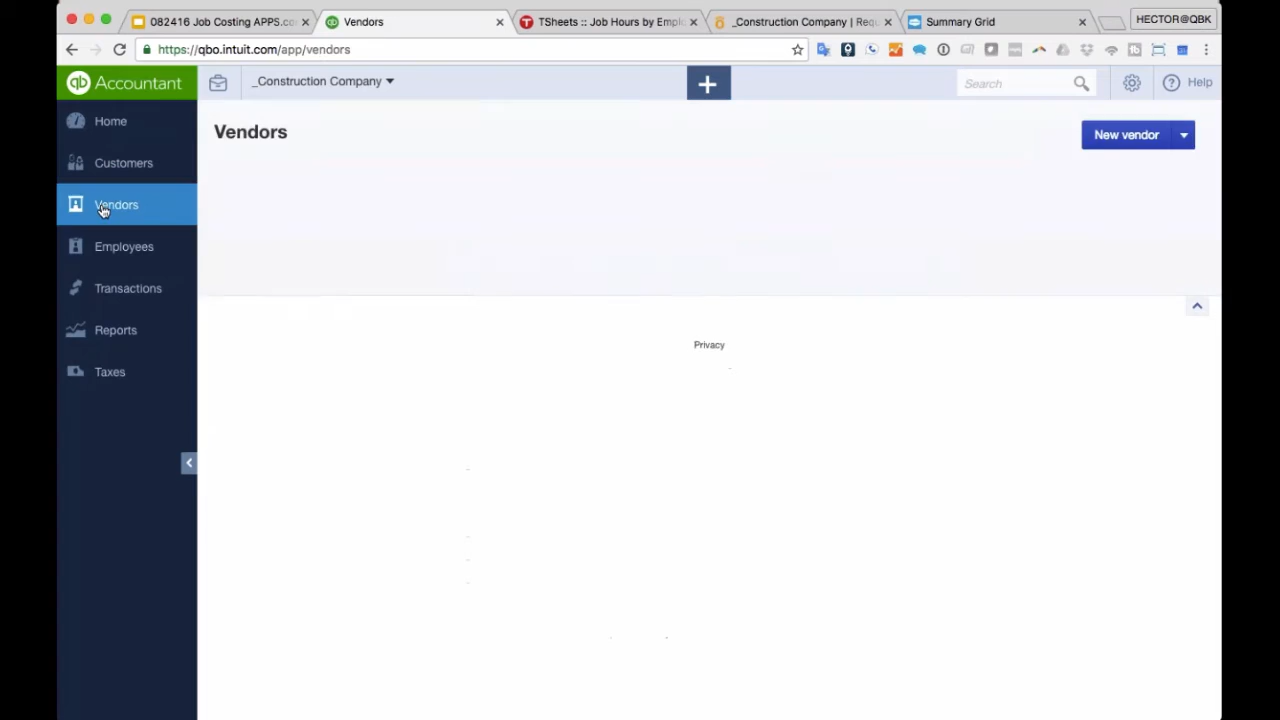 082416 Job Costing APPS.co
Vendors
TSheets :: Job Hours by Empl
_Construction Company | Requ
Summary Grid
HECTOR@QBK
https://qbo.intuit.com/app/vendors
qb Accountant
_Construction Company
+
Search
Help
Home
Customers
Vendors
Employees
Transactions
Reports
Taxes
Vendors
New vendor
Privacy